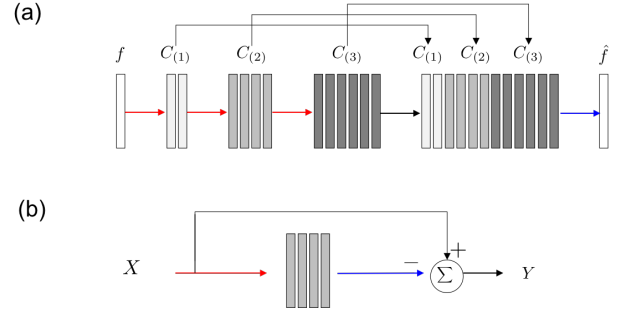 (a)
f C(1) C(2) C(3) C(1) C(2) C(3) f̂
(b)
X − Σ + Y